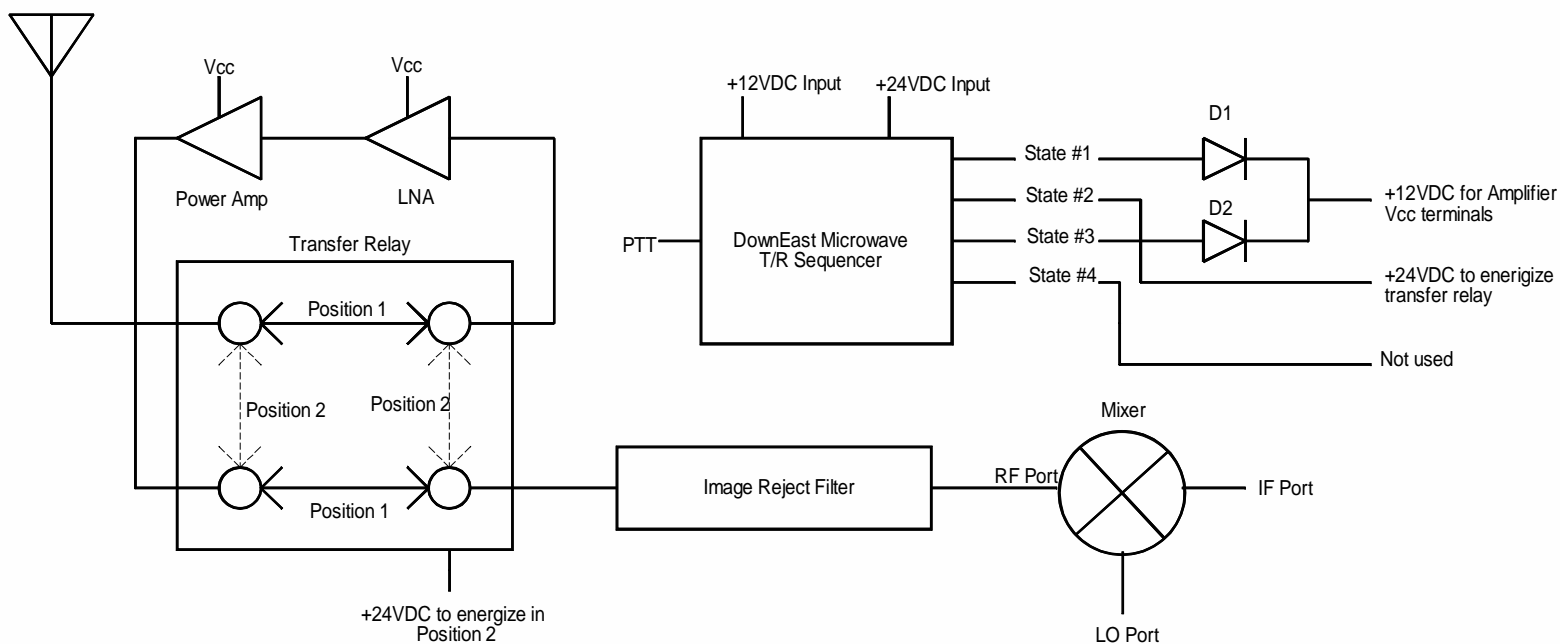 Vcc
Vcc
+12VDC Input
+24VDC Input
D1
State #1
Power Amp
LNA
State #2
+12VDC for Amplifier
Vcc terminals
D2
Transfer Relay
PTT
DownEast Microwave
T/R Sequencer
State #3
State #4
+24VDC to enerigize
transfer relay
Position 1
Not used
Position 2
Position 2
Mixer
RF Port
Image Reject Filter
IF Port
Position 1
+24VDC to energize in
Position 2
LO Port